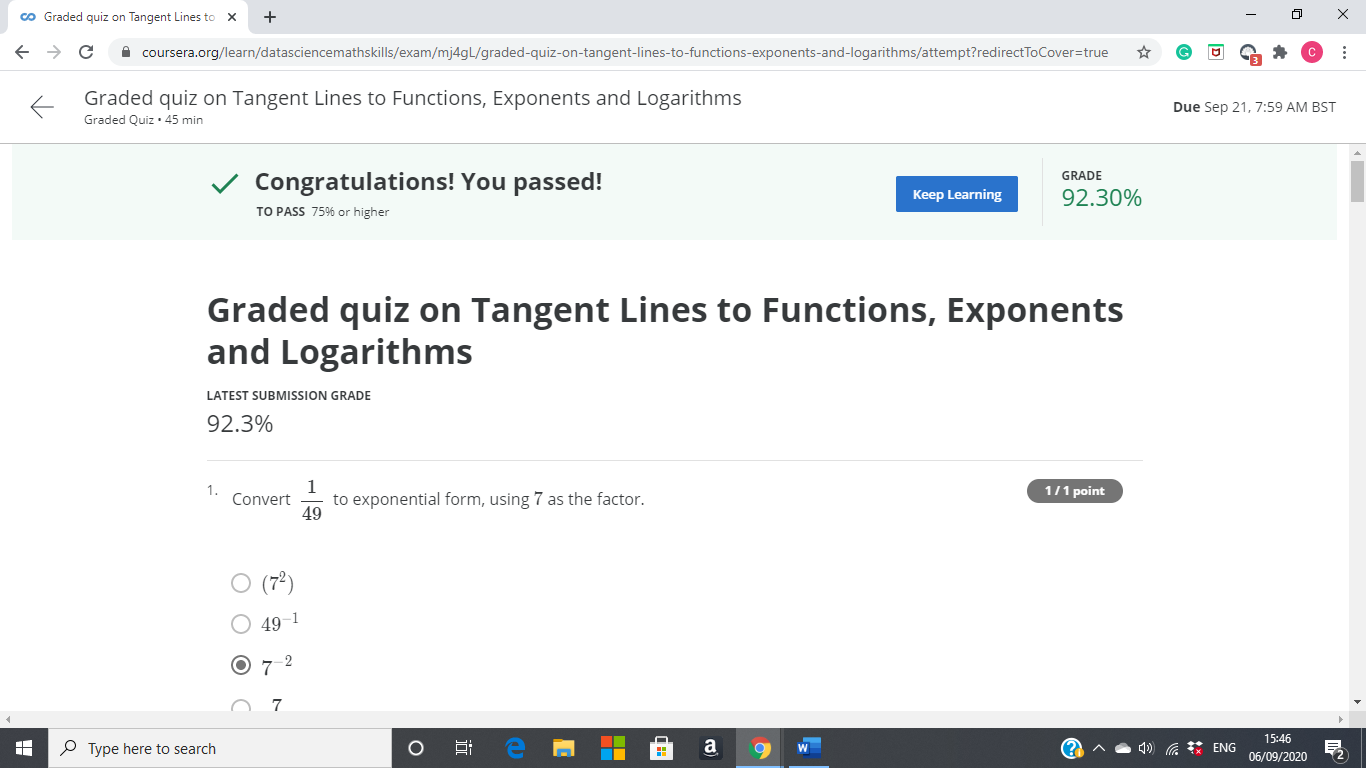 Graded quiz on Tangent Lines to
coursera.org/learn/datasciencemathskills/exam/mj4gL/graded-quiz-on-tangent-lines-to-functions-exponents-and-logarithms/attempt?redirectToCover=true
3
C
Graded quiz on Tangent Lines to Functions, Exponents and Logarithms
Graded Quiz • 45 min
Due Sep 21, 7:59 AM BST
Congratulations! You passed!
TO PASS 75% or higher
Keep Learning
GRADE
92.30%
Graded quiz on Tangent Lines to Functions, Exponents
and Logarithms
LATEST SUBMISSION GRADE
92.3%
1. Convert 1/49 to exponential form, using 7 as the factor.
1 / 1 point
(7²)
49⁻¹
7⁻²
7
Type here to search
ENG
15:46
06/09/2020
2